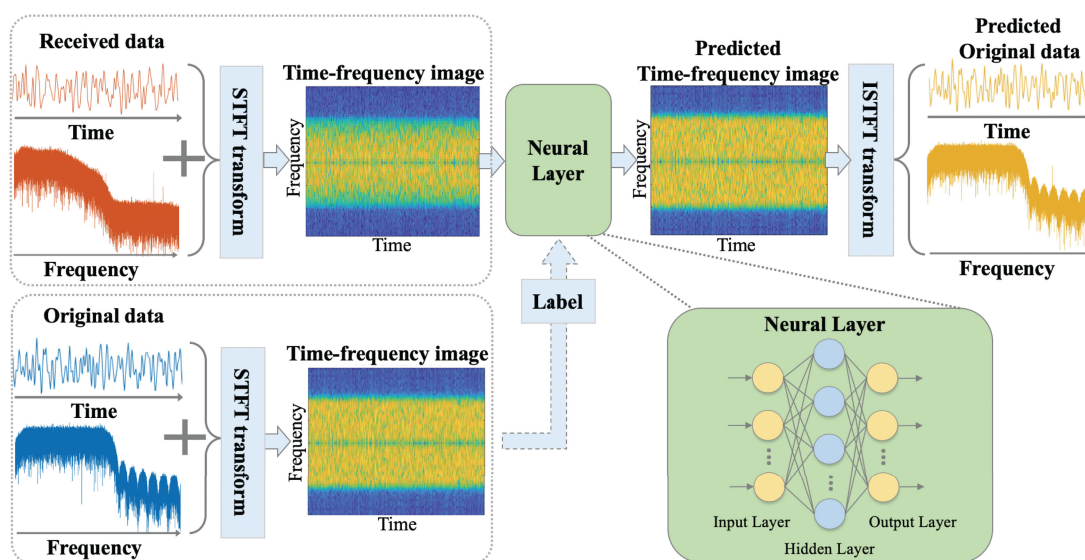 Received data
Time
Frequency
STFT transform
Time-frequency image
Frequency
Time
Neural
Layer
Predicted
Time-frequency image
Frequency
Time
ISTFT transform
Predicted
Original data
Time
Frequency
Original data
Time
Frequency
STFT transform
Time-frequency image
Frequency
Time
Label
Neural Layer
Input Layer
Output Layer
Hidden Layer